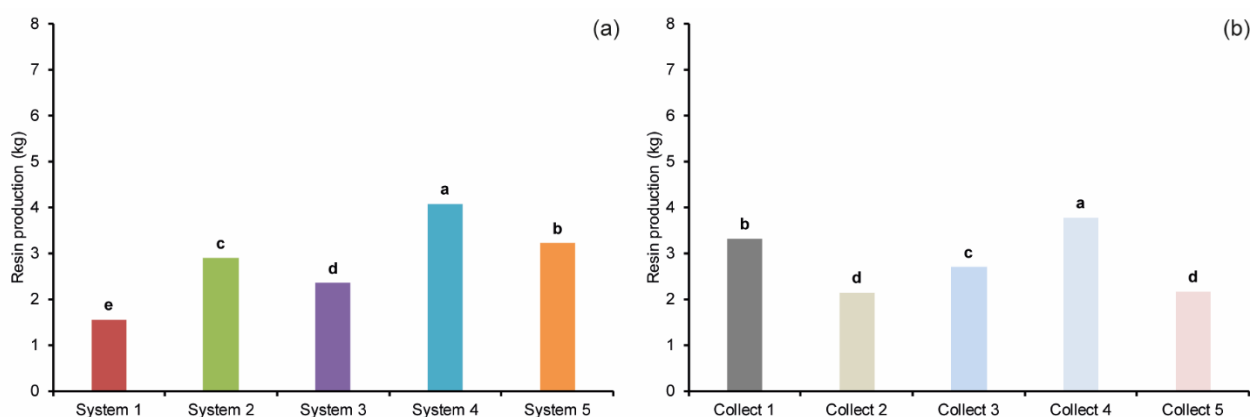 (a)
Resin production (kg)
8
7
6
5
4
3
2
1
0
e
c
d
a
b
System 1 System 2 System 3 System 4 System 5
(b)
Resin production (kg)
8
7
6
5
4
3
2
1
0
b
d
c
a
d
Collect 1 Collect 2 Collect 3 Collect 4 Collect 5